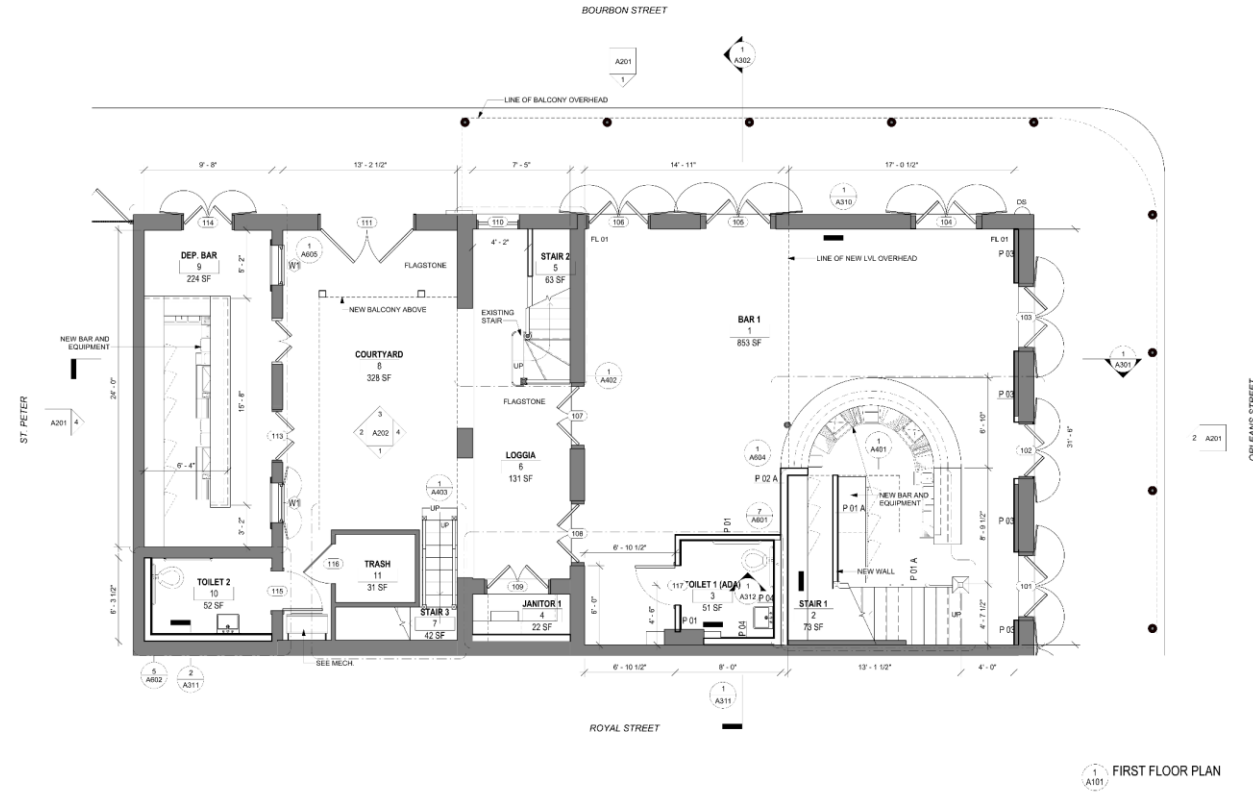 BOURBON STREET
1
A302
A201
1
LINE OF BALCONY OVERHEAD
9' - 8"
13' - 2 1/2"
7' - 5"
14' - 11"
17' - 0 1/2"
1
A310
DS
114
111
110
106
105
104
FL 01
FL 01
4' - 2"
1
A605
W1
DEP. BAR
9
224 SF
5' - 2"
FLAGSTONE
STAIR 2
5
63 SF
LINE OF NEW LVL OVERHEAD
P 03
NEW BALCONY ABOVE
EXISTING
STAIR
UP
BAR 1
1
853 SF
103
NEW BAR AND
EQUIPMENT
COURTYARD
8
328 SF
1
A402
1
A301
24' - 0"
15' - 8"
FLAGSTONE
P 03
ST. PETER
A201
4
3
2
A202
4
1
107
6' - 10"
31' - 6"
2
A201
ORLEANS STREET
113
6' - 4"
LOGGIA
6
131 SF
1
A604
1
A401
102
P 02 A
1
A403
W1
UP
UP
NEW BAR AND
EQUIPMENT
P 01 A
7
A601
P 01
P 03
3' - 2"
108
8' - 9 1/2"
6' - 10 1/2"
116
TRASH
11
31 SF
NEW WALL
P 01 A
6' - 3 1/2"
TOILET 2
10
52 SF
115
109
117
TOILET 1 (ADA)
3
51 SF
1
A312
P 04
101
JANITOR 1
4
22 SF
STAIR 3
7
42 SF
6' - 0"
4' - 6"
P 01
P 04
STAIR 1
2
73 SF
UP
4' - 7 1/2"
P 03
SEE MECH.
5
A602
2
A311
6' - 10 1/2"
8' - 0"
13' - 1 1/2"
4' - 0"
1
A311
ROYAL STREET
1
A101
FIRST FLOOR PLAN